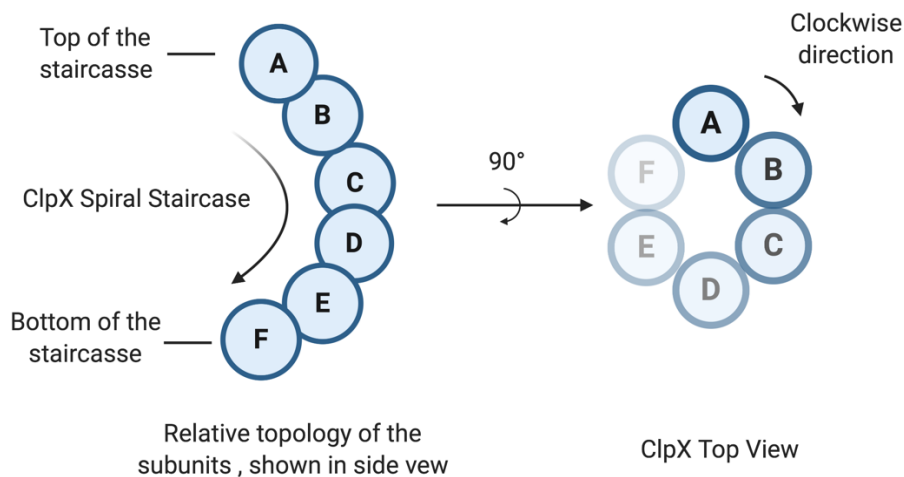 Top of the
staircasse
A
B
C
D
E
F
ClpX Spiral Staircase
Bottom of the
staircasse
Relative topology of the
subunits , shown in side vew
90°
Clockwise
direction
A
B
C
D
E
F
ClpX Top View